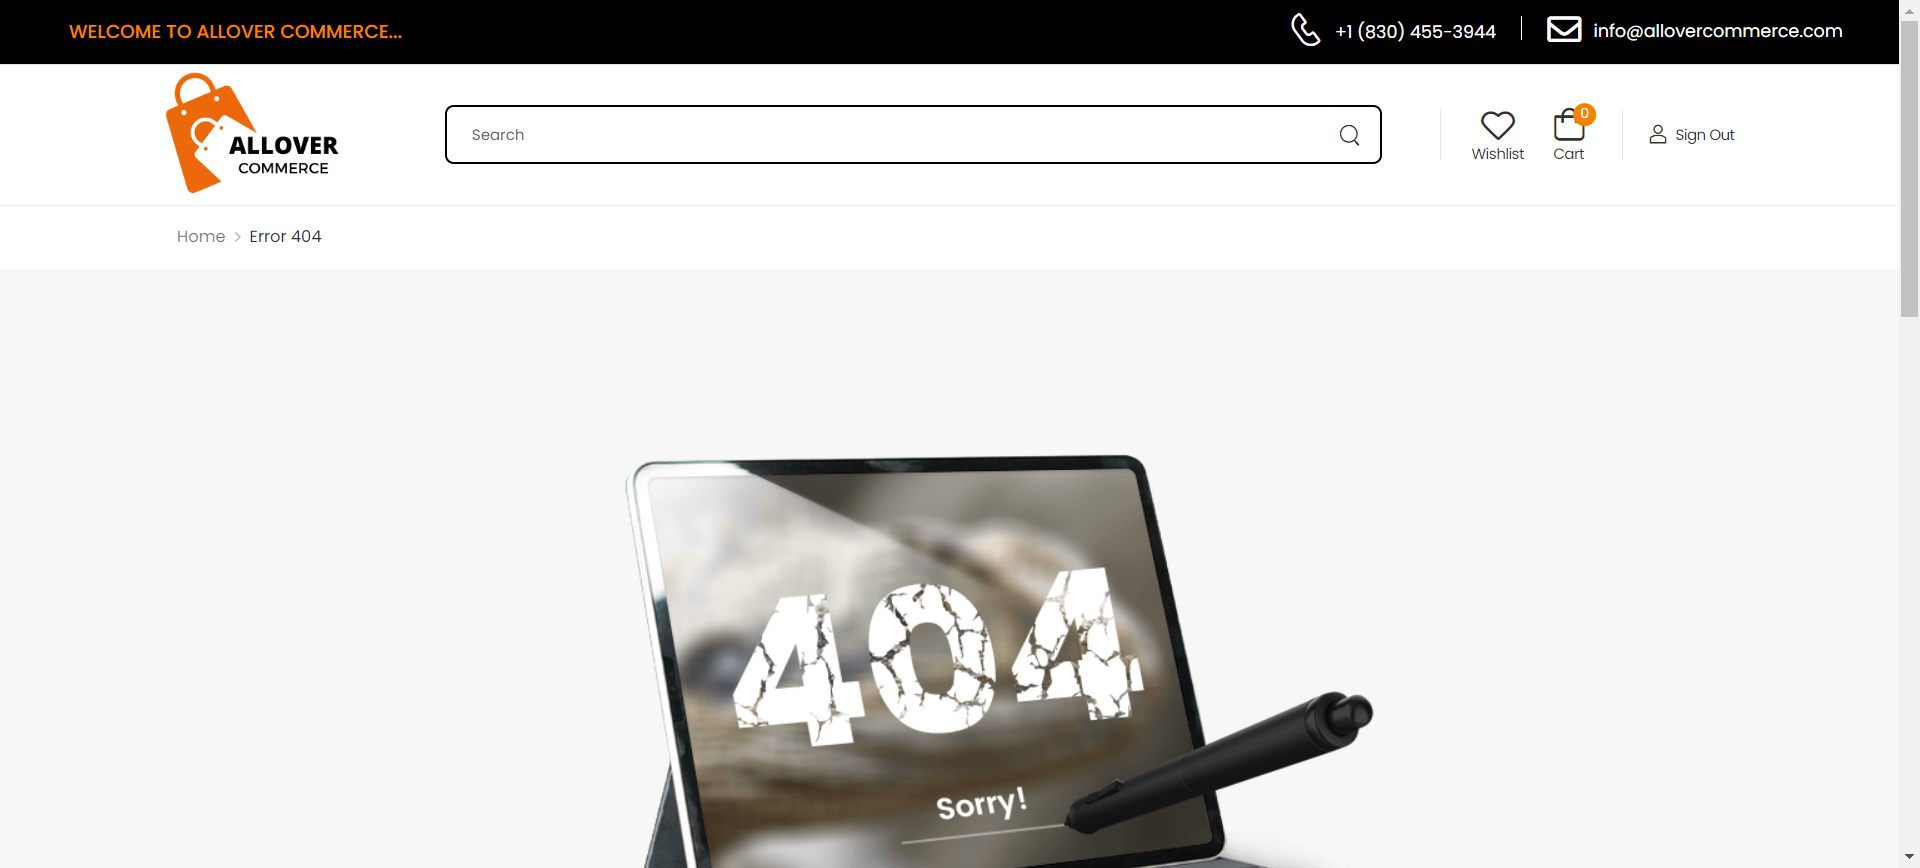 WELCOME TO ALLOVER COMMERCE...
+1 (830) 455-3944
info@allovercommerce.com
ALLOVER
COMMERCE
Search
Wishlist
0
Cart
Sign Out
Home > Error 404
404
Sorry!